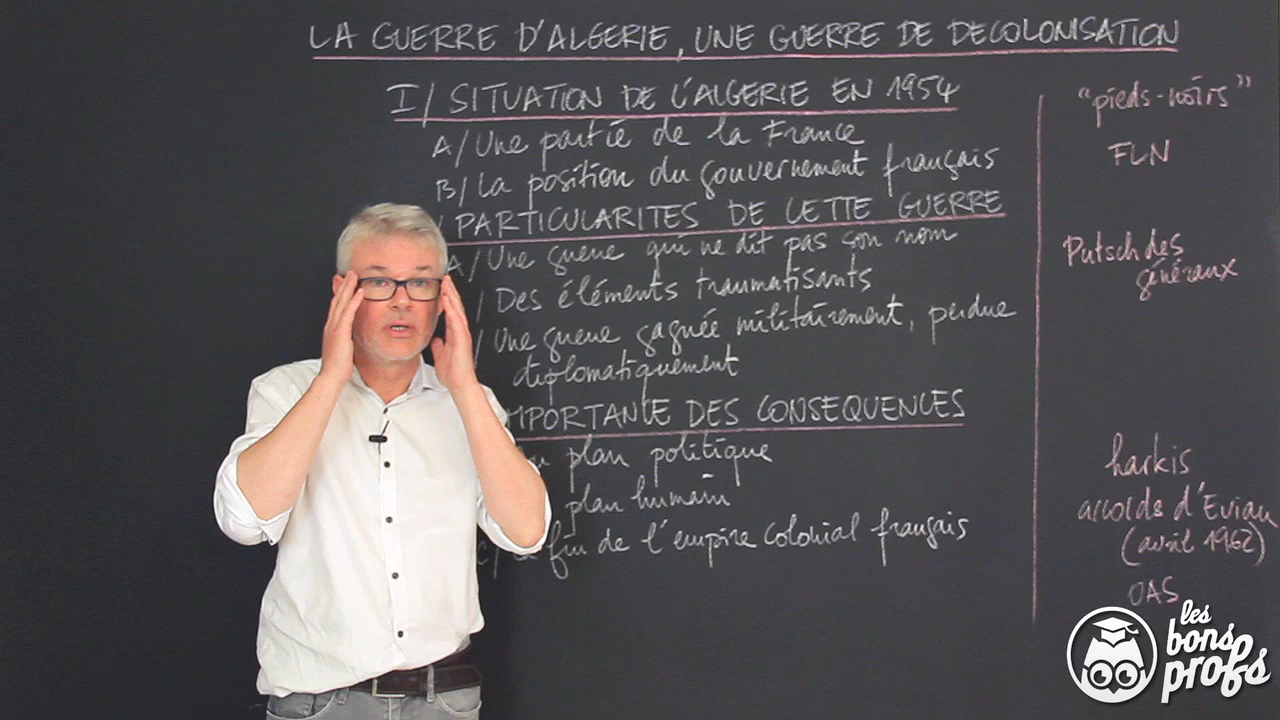 LA GUERRE D'ALGERIE, UNE GUERRE DE DECOLONISATION
I/ SITUATION DE L'ALGERIE EN 1954
A/ Une partie de la France
B/ La position du gouvernement français
/ PARTICULARITES DE CETTE GUERRE
A/ Une guerre qui ne dit pas son nom
/ Des éléments traumatisants
/ Une guerre gagnée militairement, perdue
diplomatiquement
MPORTANCE DES CONSEQUENCES
plan politique
plan humain
C/ fin de l'empire colonial français
"pieds-noirs"
FLN
Putsch des
généraux
harkis
accords d'Evian
(avril 1962)
OAS
les
bons
profs